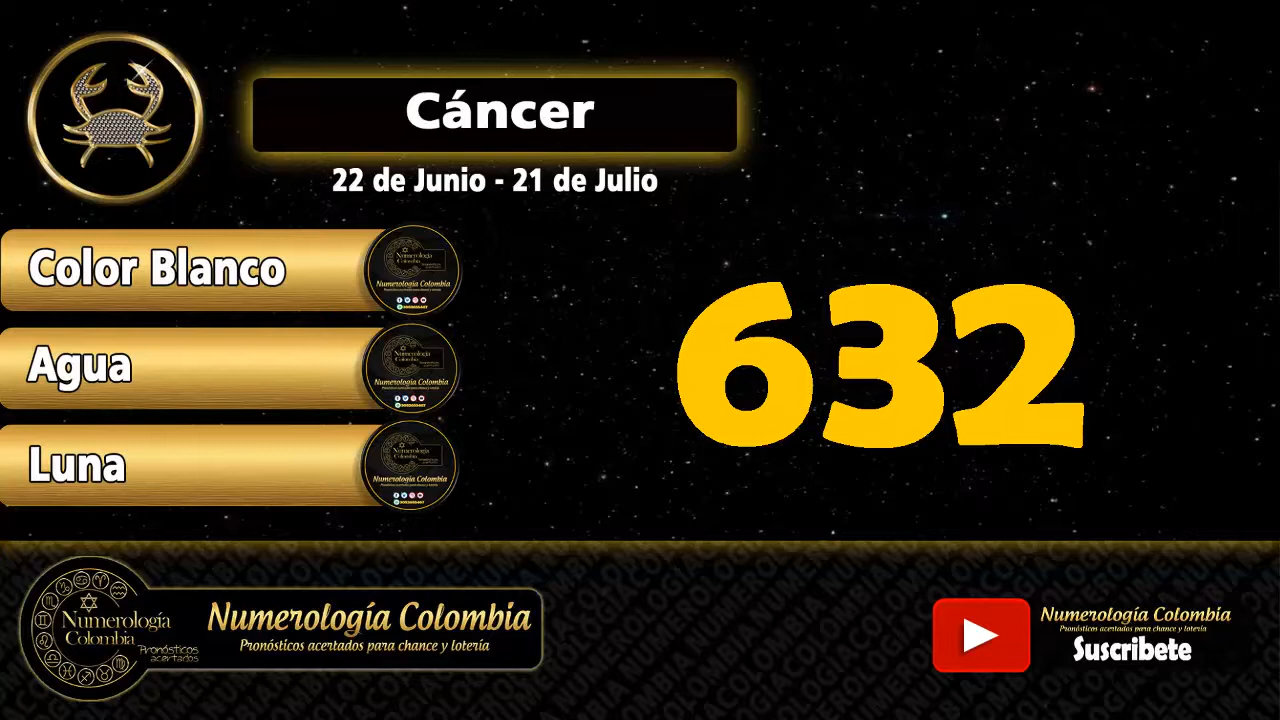 Cáncer
22 de Junio - 21 de Julio
Color Blanco
Agua
Luna
632
Numerología
Colombia
Pronósticos
acertados
Numerología Colombia
Pronósticos acertados para chance y lotería
Numerología Colombia
Pronósticos acertados para chance y lotería
Suscribete